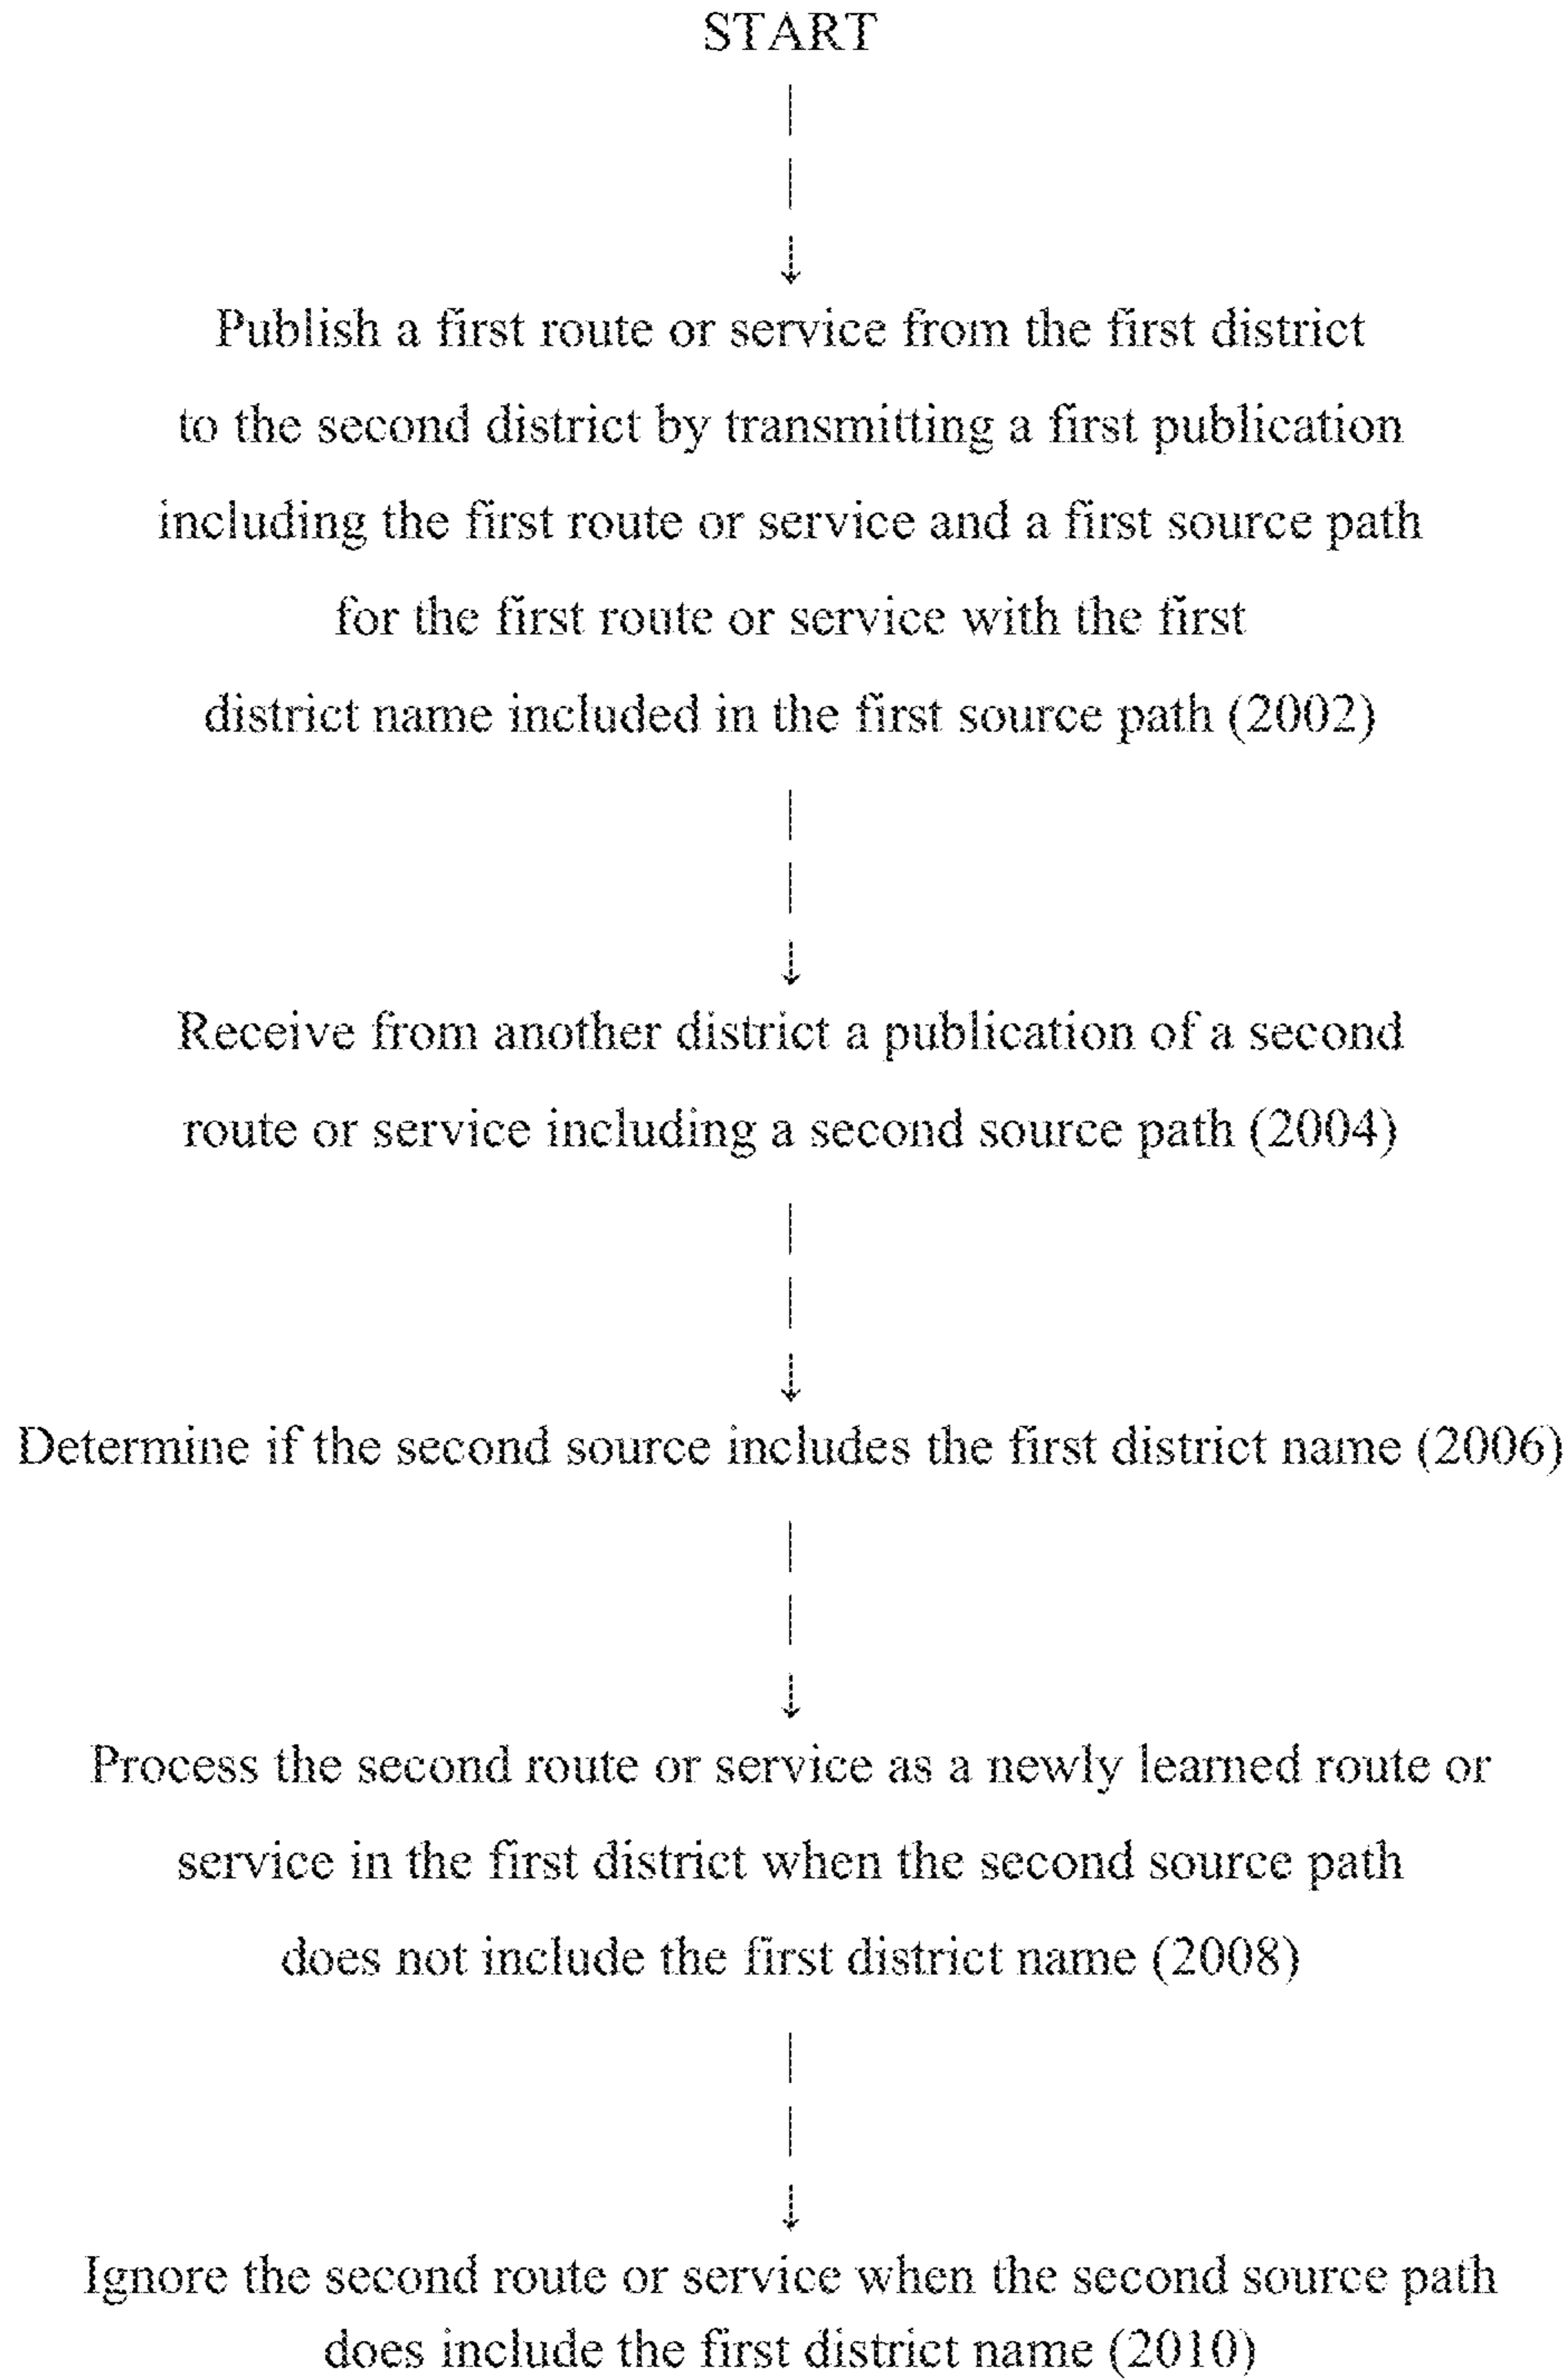 START
Publish a first route or service from the first district
to the second district by transmitting a first publication
including the first route or service and a first source path
for the first route or service with the first
district name included in the first source path (2002)
Receive from another district a publication of a second
route or service including a second source path (2004)
Determine if the second source includes the first district name (2006)
Process the second route or service as a newly learned route or
service in the first district when the second source path
does not include the first district name (2008)
Ignore the second route or service when the second source path
does include the first district name (2010)